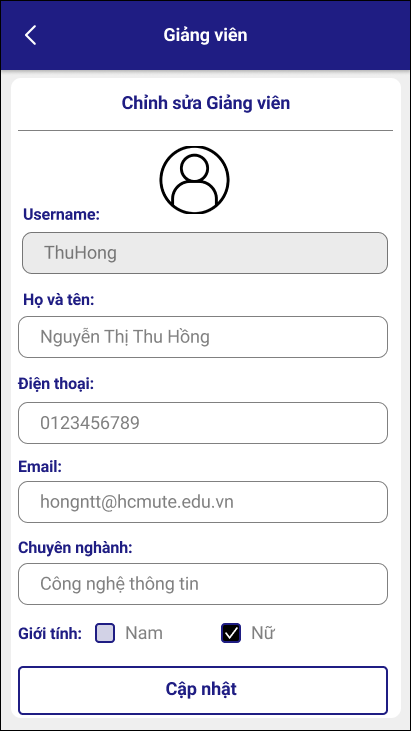 Giảng viên
Chỉnh sửa Giảng viên
Username:
ThuHong
Họ và tên:
Nguyễn Thị Thu Hồng
Điện thoại:
0123456789
Email:
hongntt@hcmute.edu.vn
Chuyên nghành:
Công nghệ thông tin
Giới tính: Nam Nữ
Cập nhật